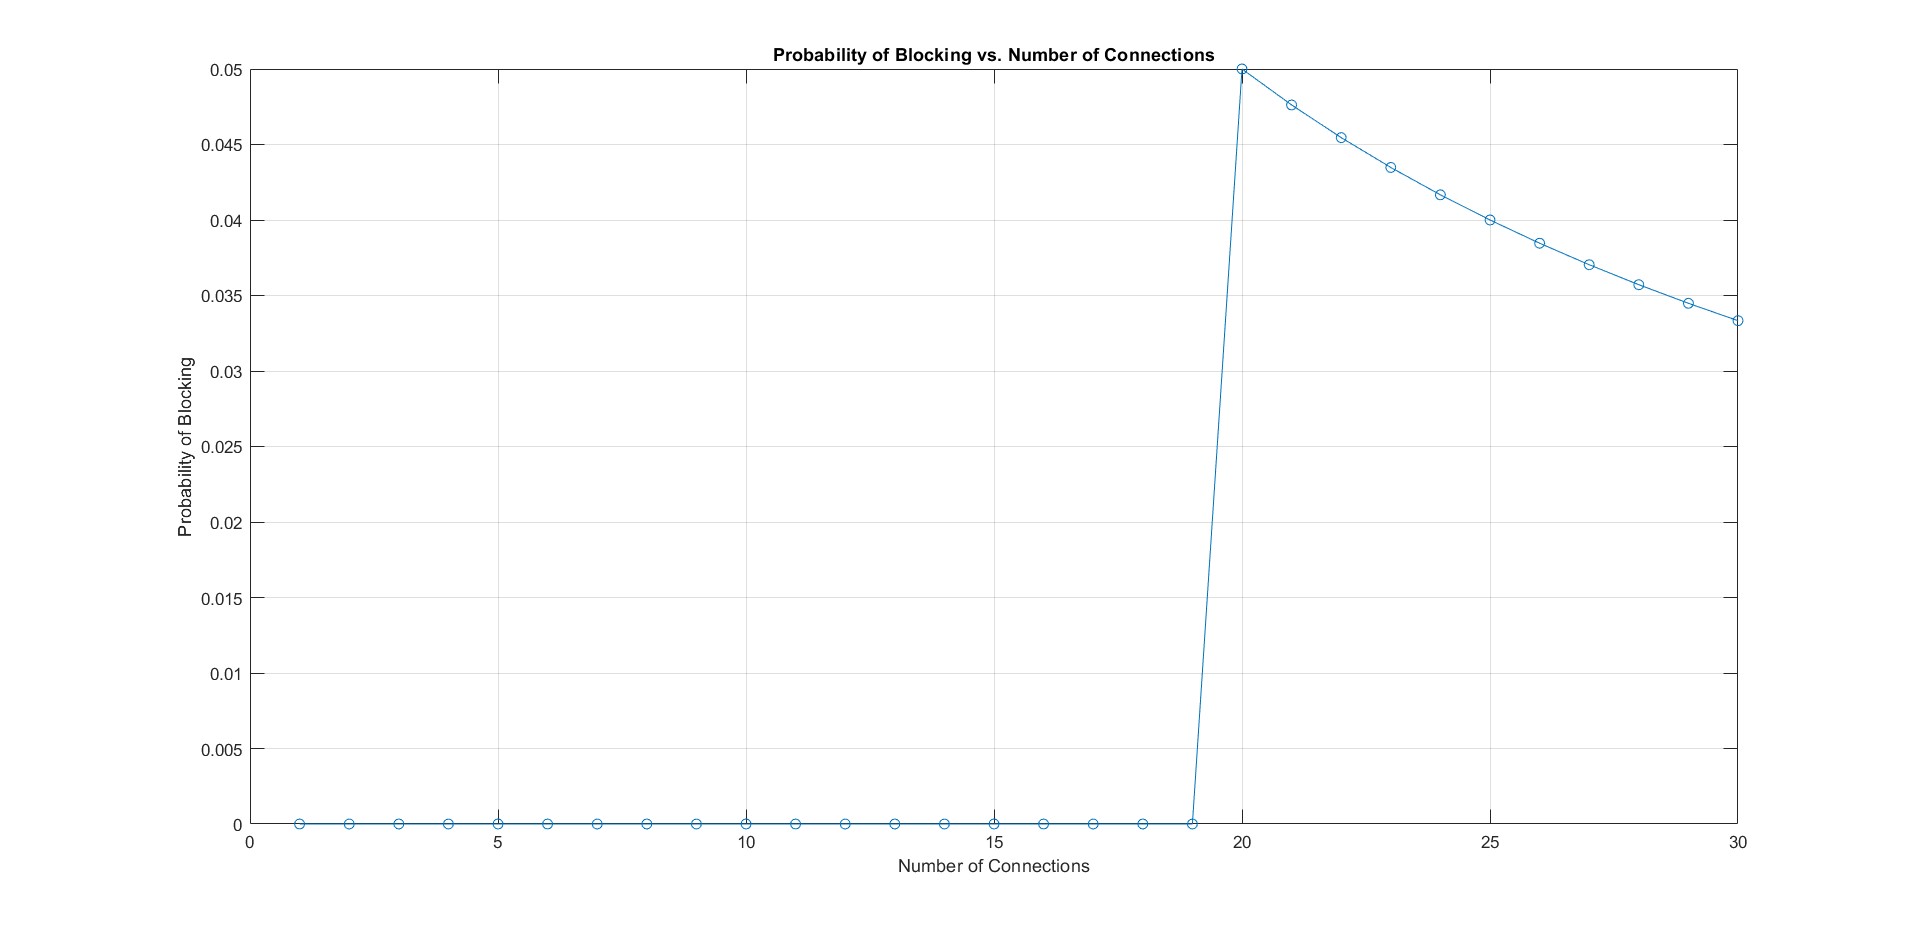 Probability of Blocking vs. Number of Connections
0.05
0.045
0.04
0.035
0.03
0.025
0.02
0.015
0.01
0.005
0
Probability of Blocking
0 5 10 15 20 25 30
Number of Connections